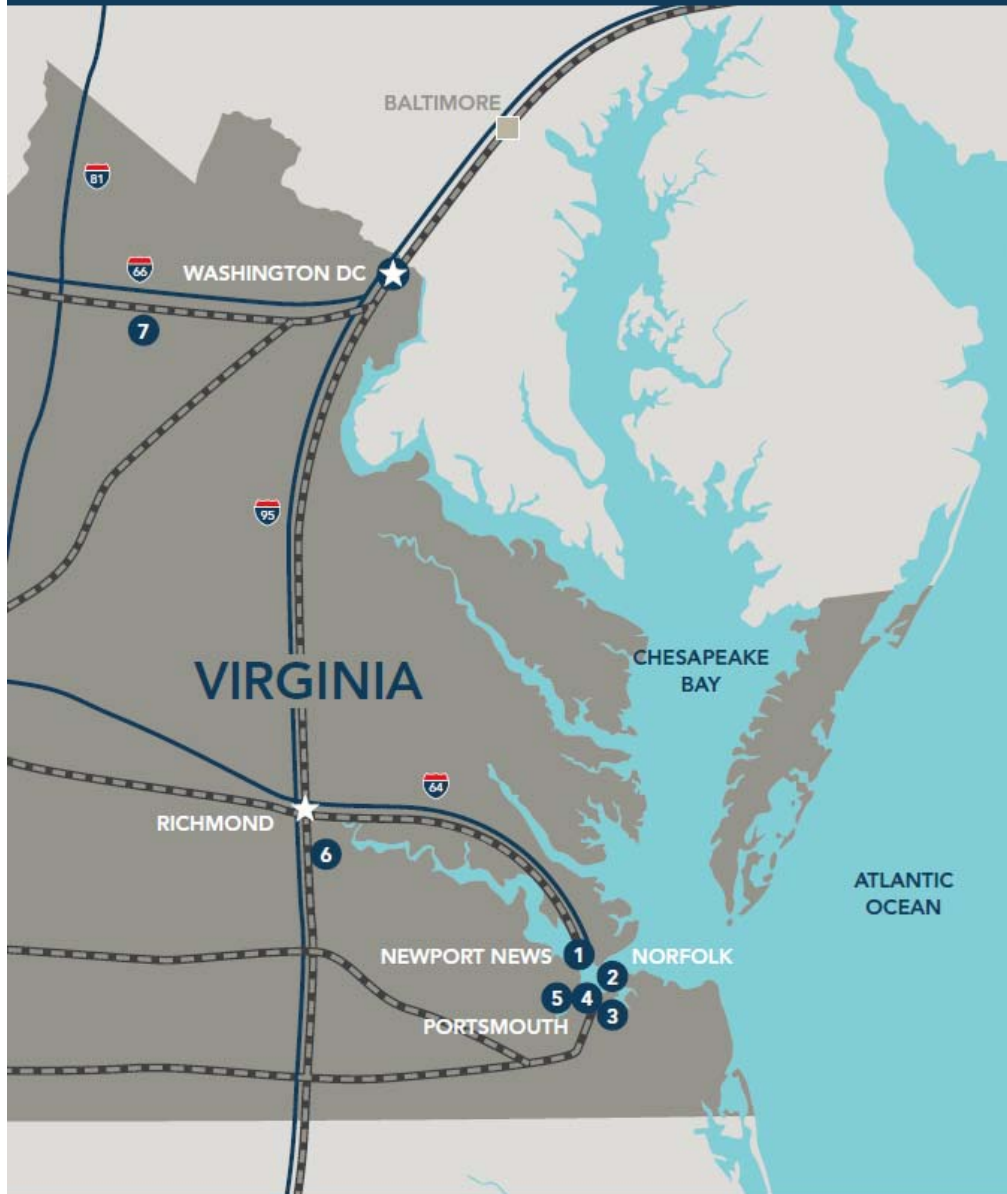 BALTIMORE
81
66
WASHINGTON DC
7
95
VIRGINIA
CHESAPEAKE
BAY
64
RICHMOND
6
ATLANTIC
OCEAN
NEWPORT NEWS
1
NORFOLK
2
5
4
3
PORTSMOUTH